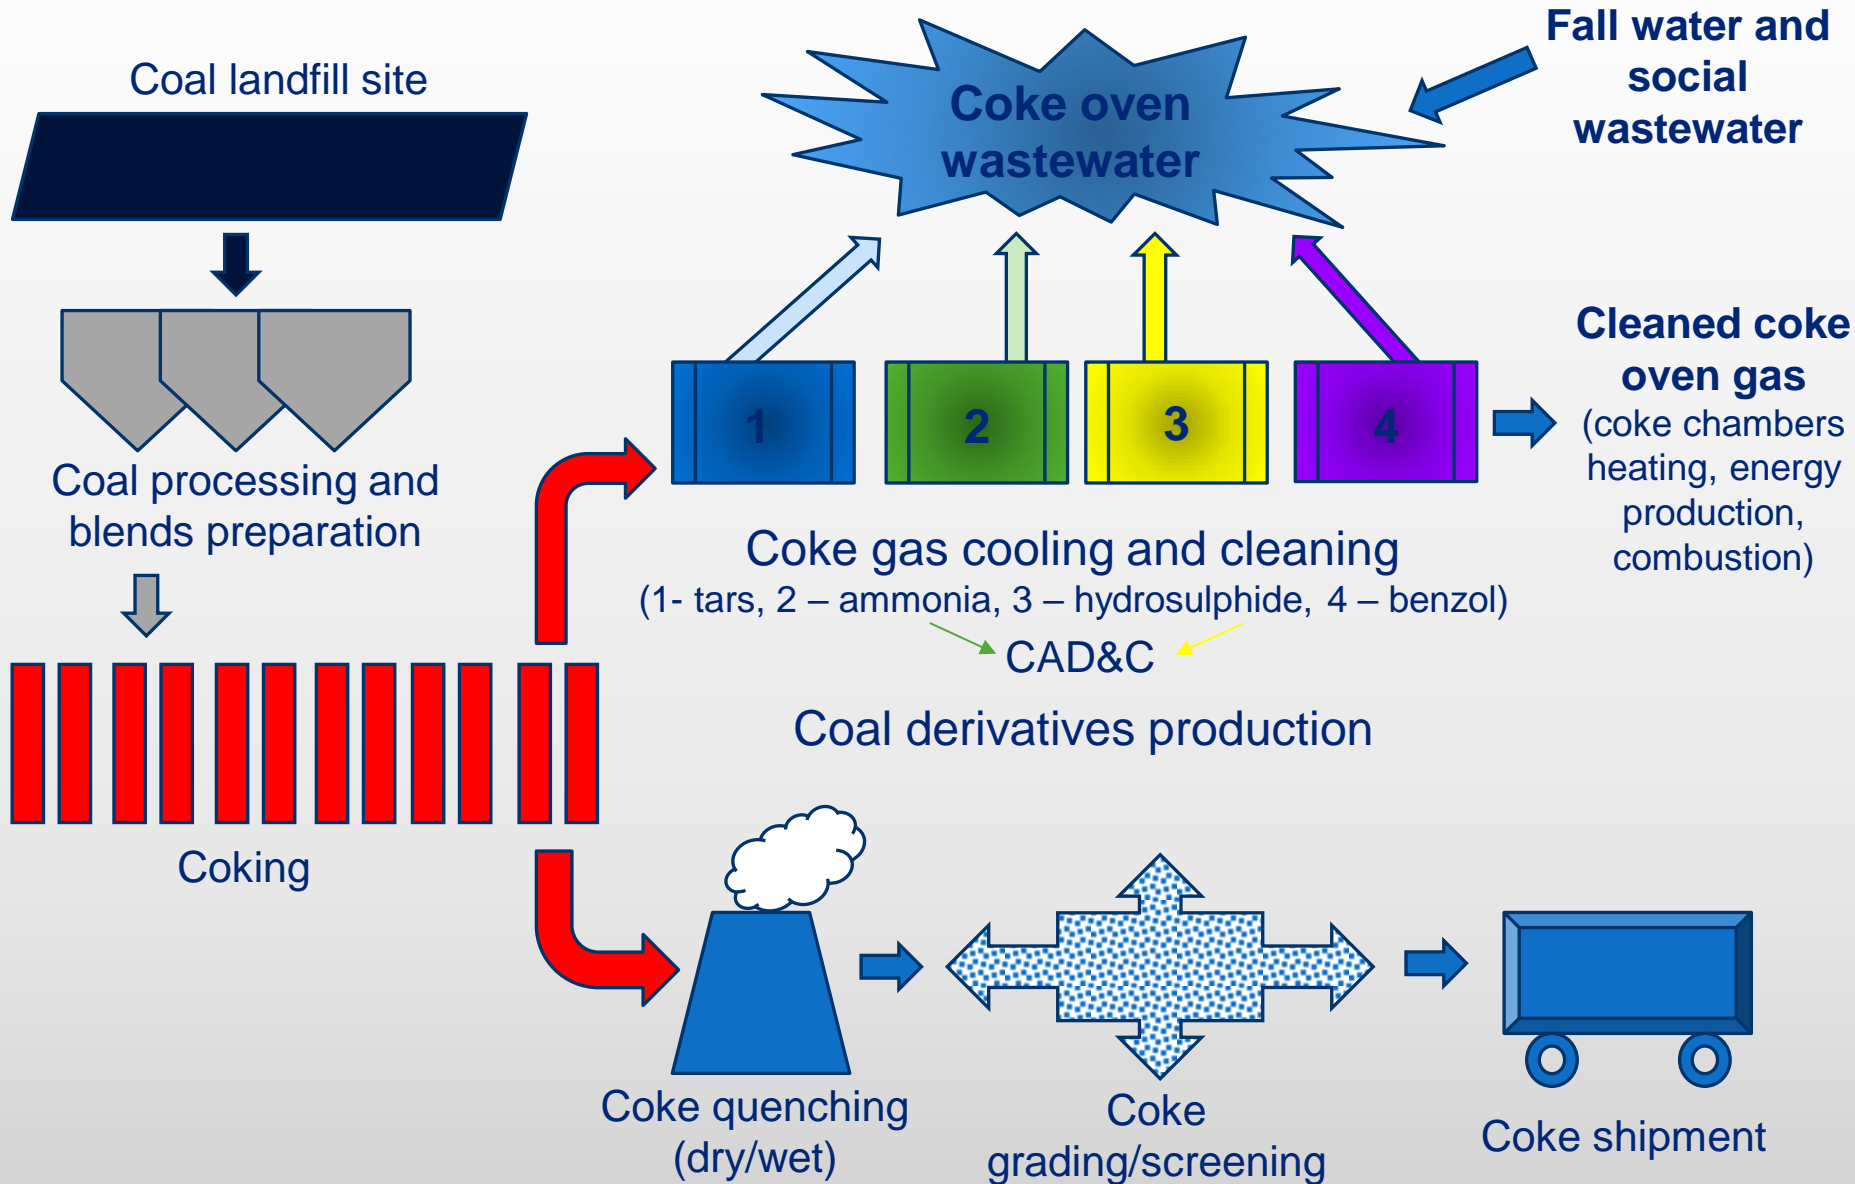 Coal landfill site
Coke oven
wastewater
Fall water and
social
wastewater
Coal processing and
blends preparation
1
2
3
4
Cleaned coke
oven gas
(coke chambers
heating, energy
production,
combustion)
Coke gas cooling and cleaning
(1- tars, 2 – ammonia, 3 – hydrosulphide, 4 – benzol)
CAD&C
Coal derivatives production
Coking
Coke quenching
(dry/wet)
Coke
grading/screening
Coke shipment